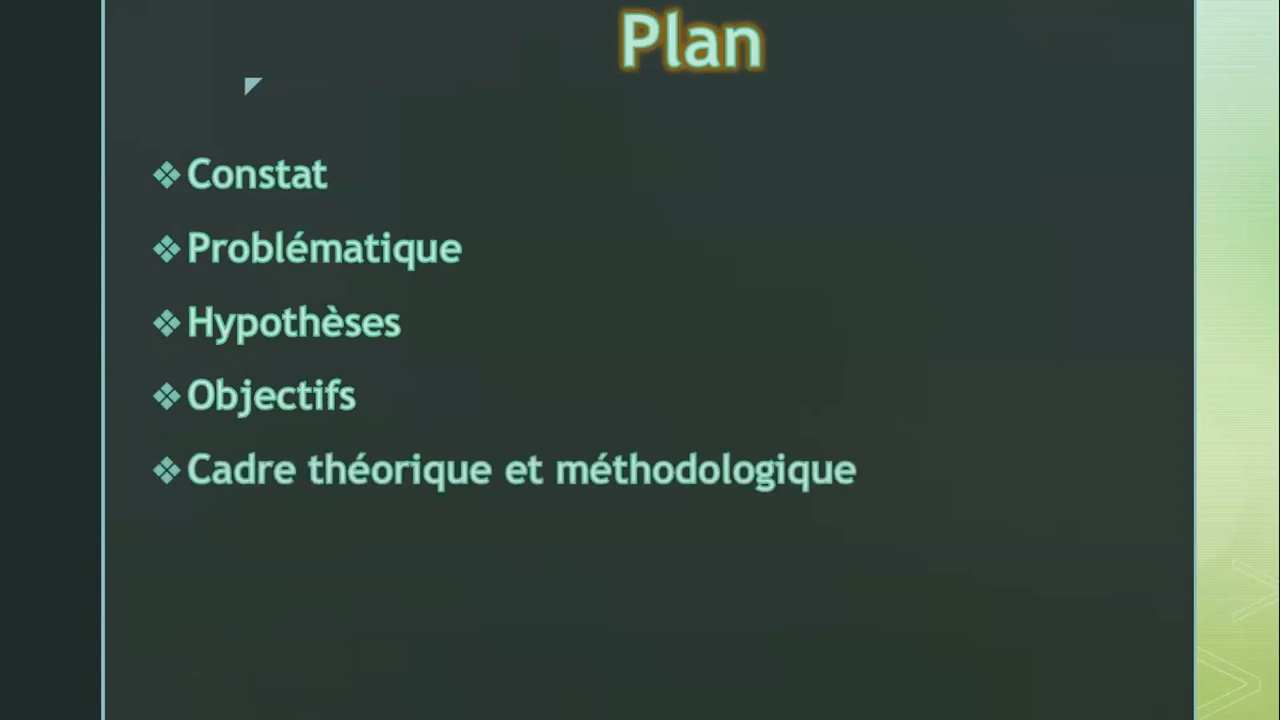 Plan
❖ Constat
❖ Problématique
❖ Hypothèses
❖ Objectifs
❖ Cadre théorique et méthodologique